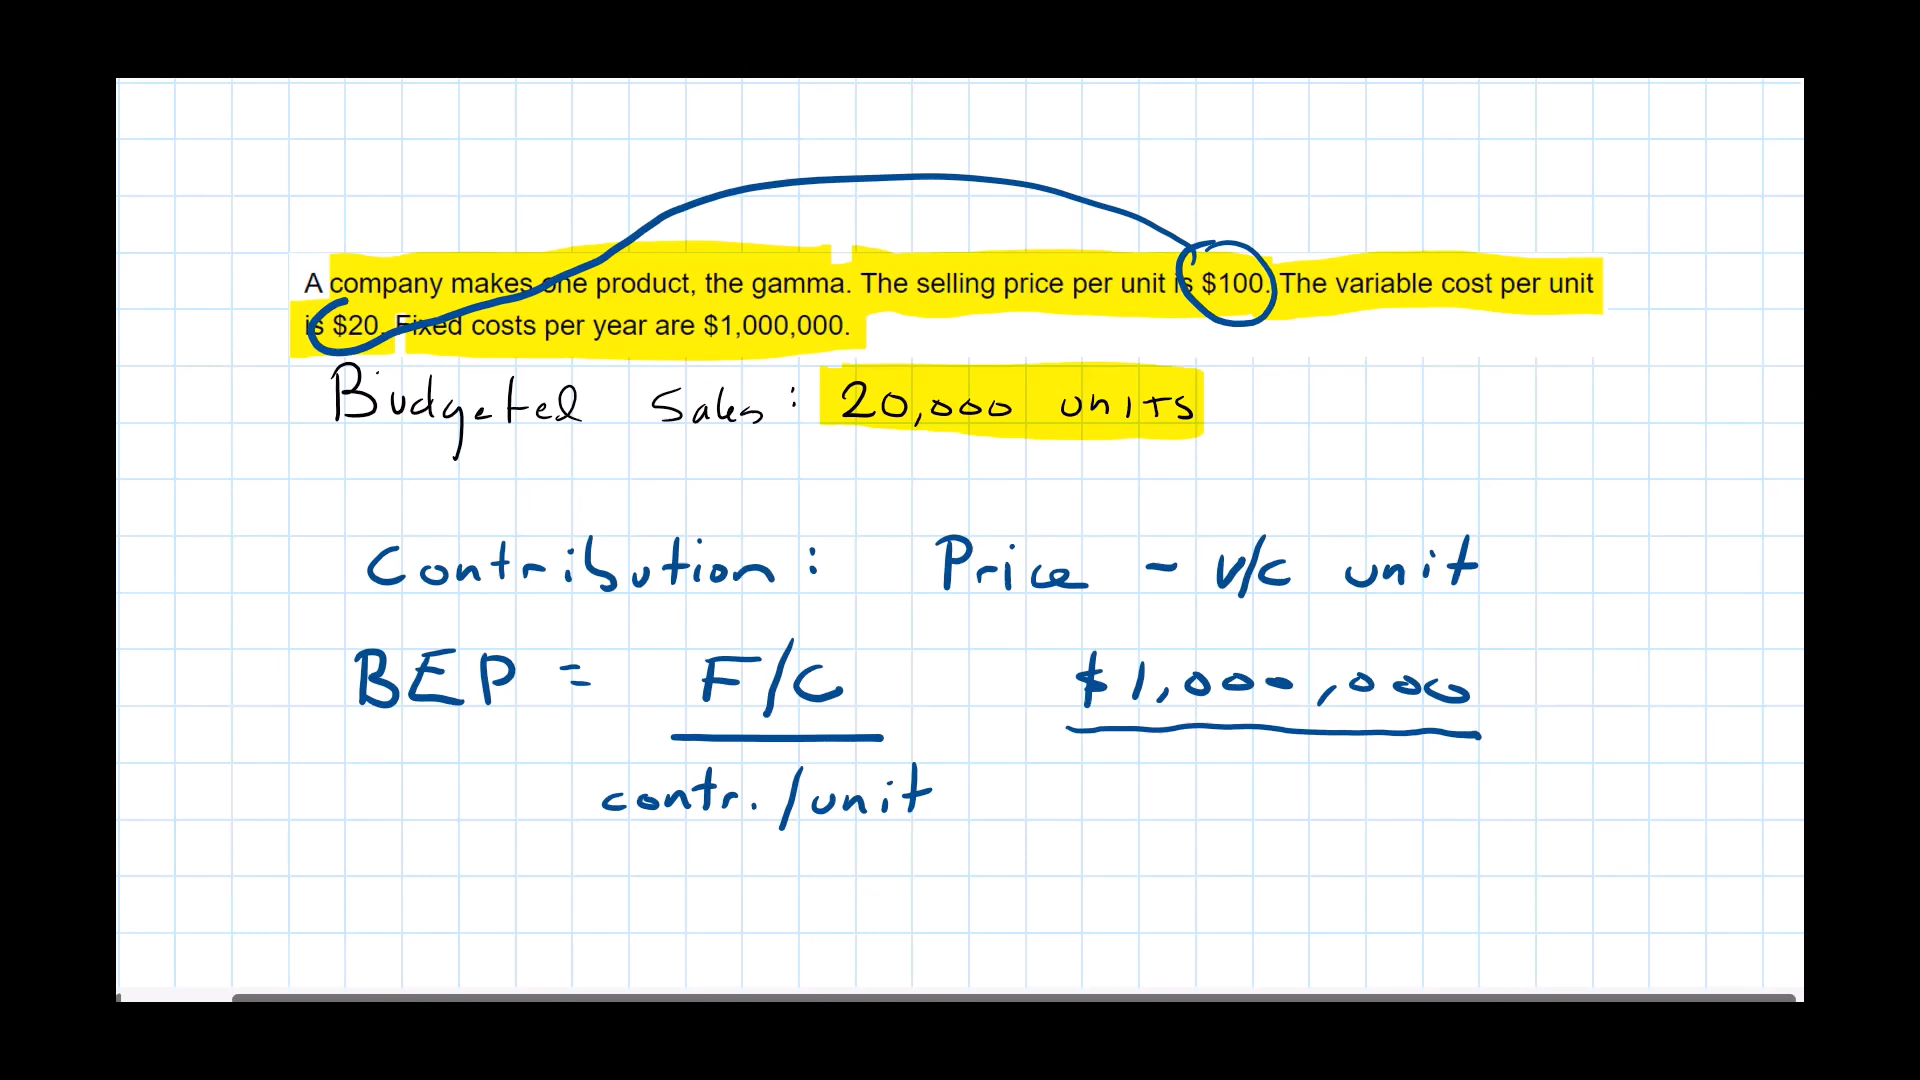 A company makes one product, the gamma. The selling price per unit is $100. The variable cost per unit
is $20. Fixed costs per year are $1,000,000.
Budgeted Sales: 20,000 units
Contribution: Price - v/c unit
BEP = F/C $1,000,000
contr./unit